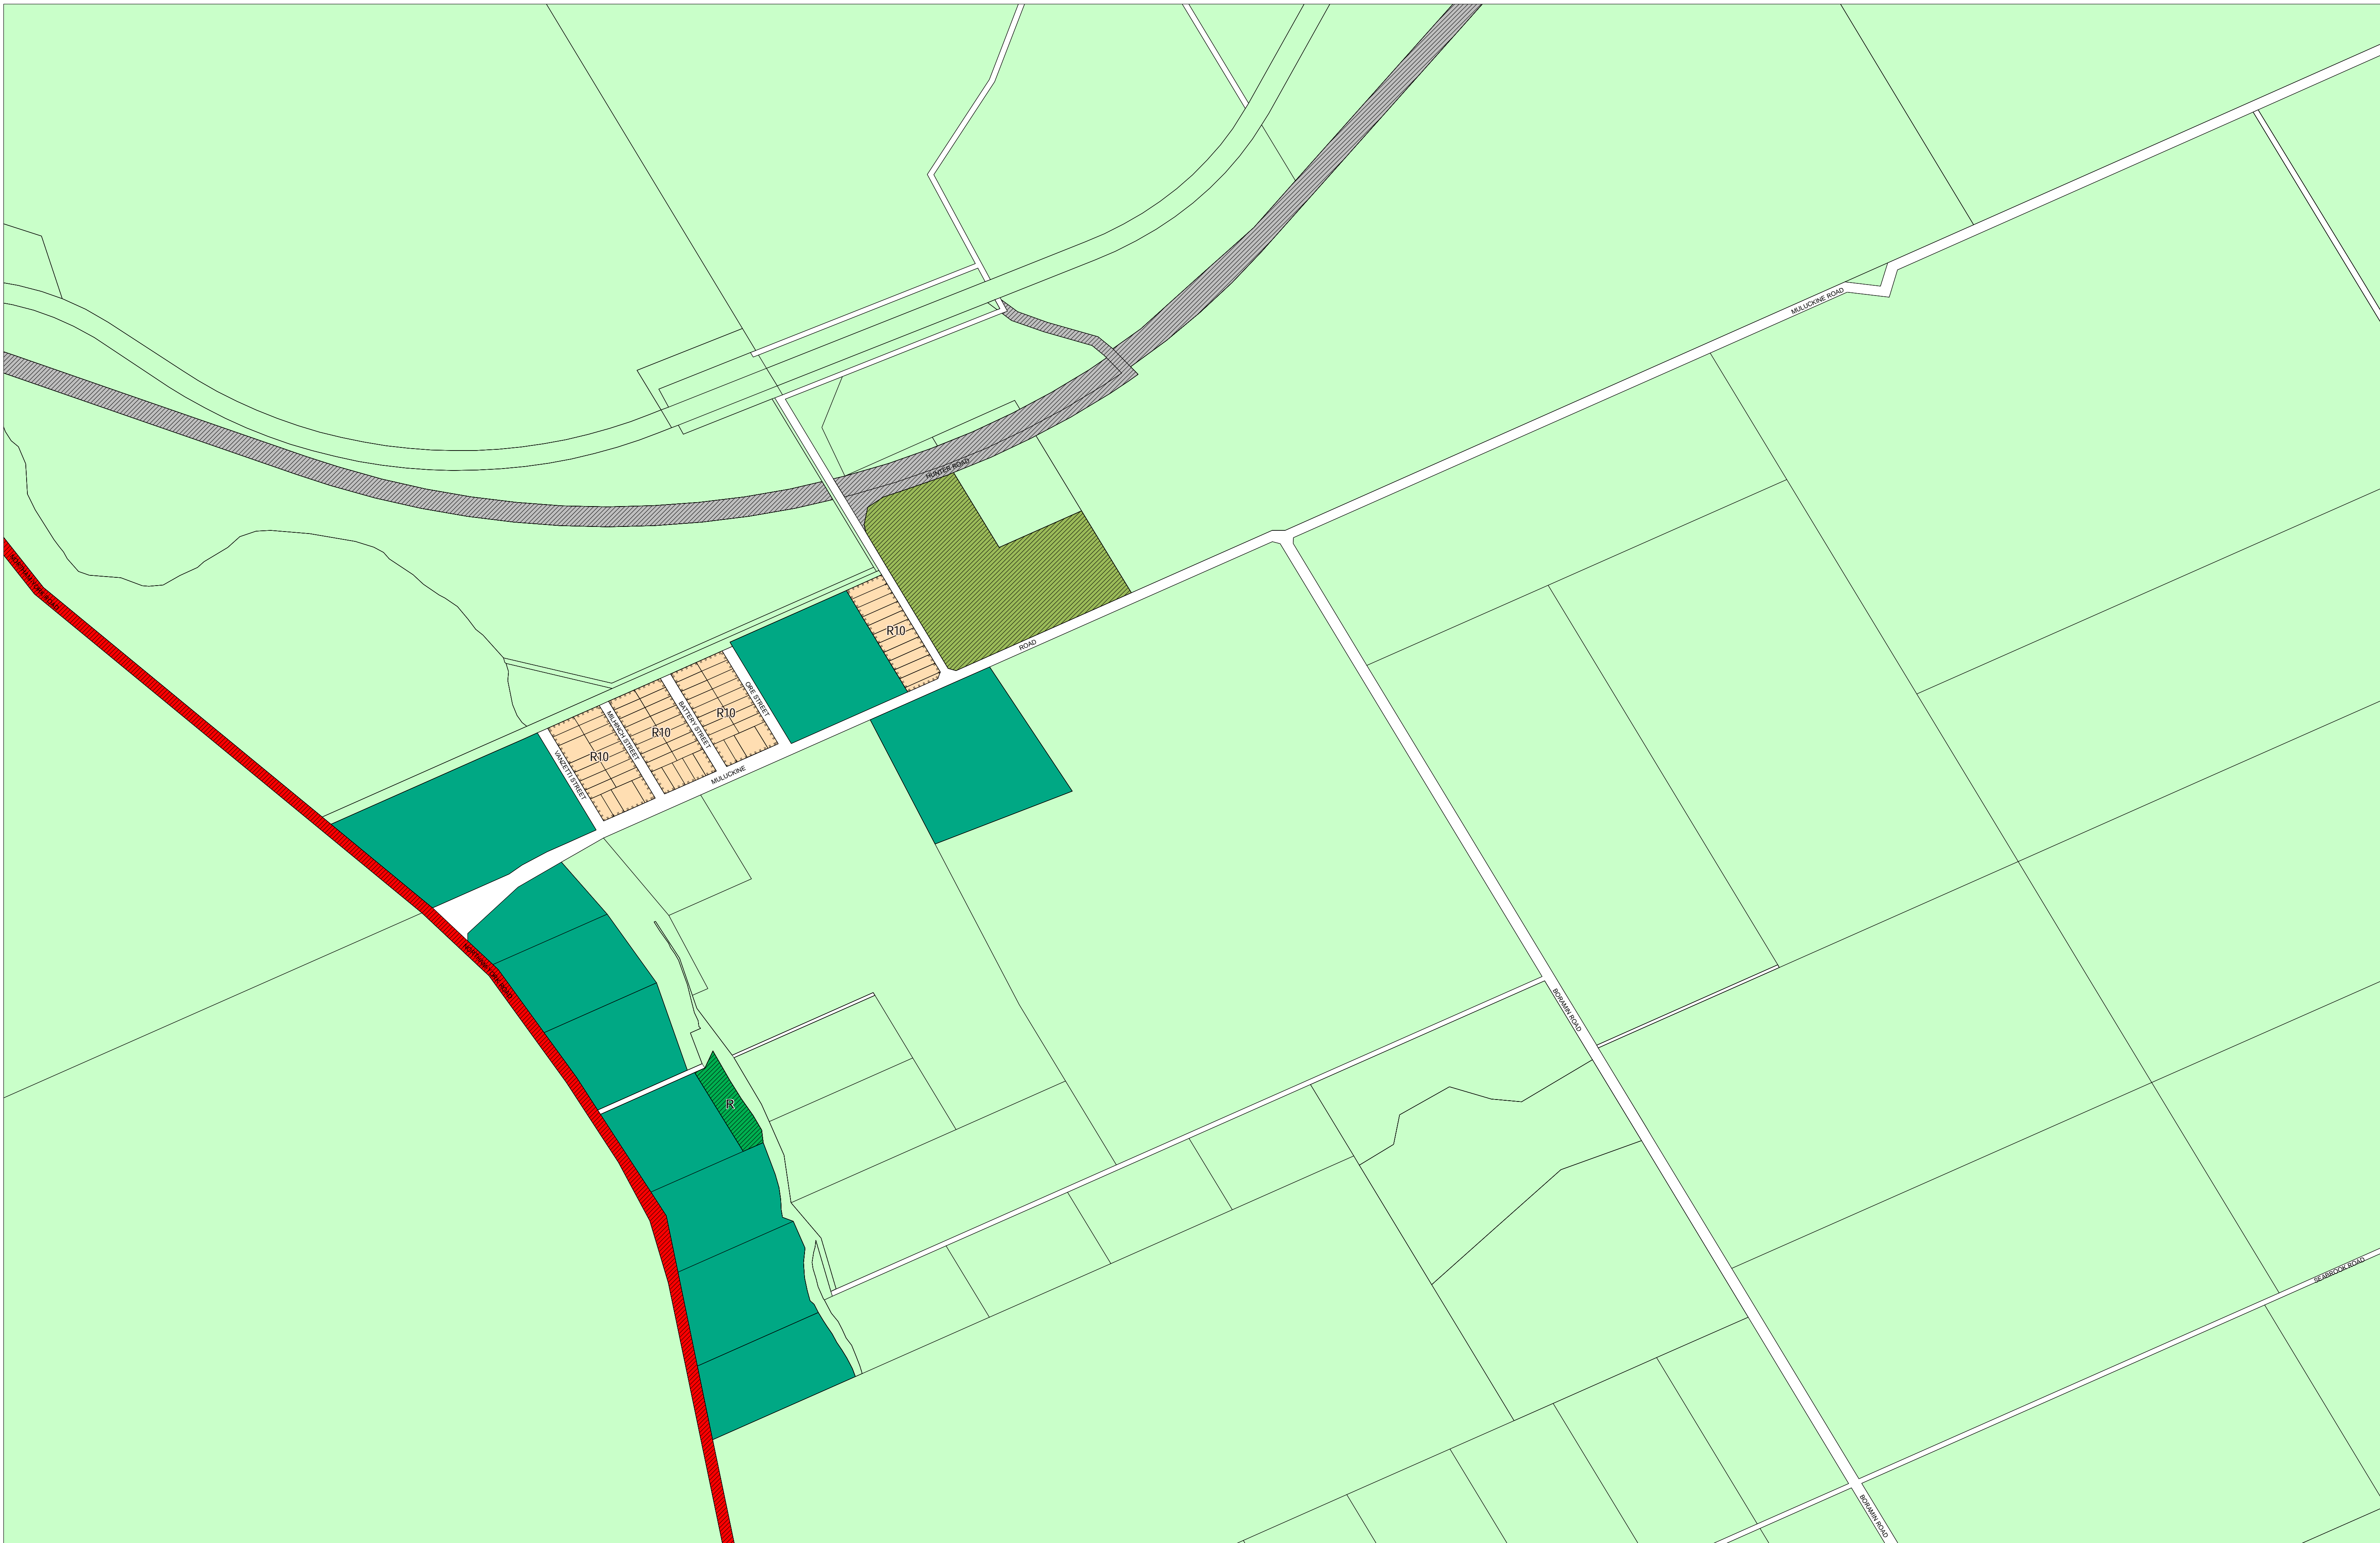 MULUCKINE ROAD
HUNTER ROAD
R10
ROAD
ORE STREET
BATTERY STREET
R10
MILHINCH STREET
R10
R10
VANZETTI STREET
MULUCKINE
BORAMIN ROAD
R
SEABROOK ROAD
BORAMIN ROAD